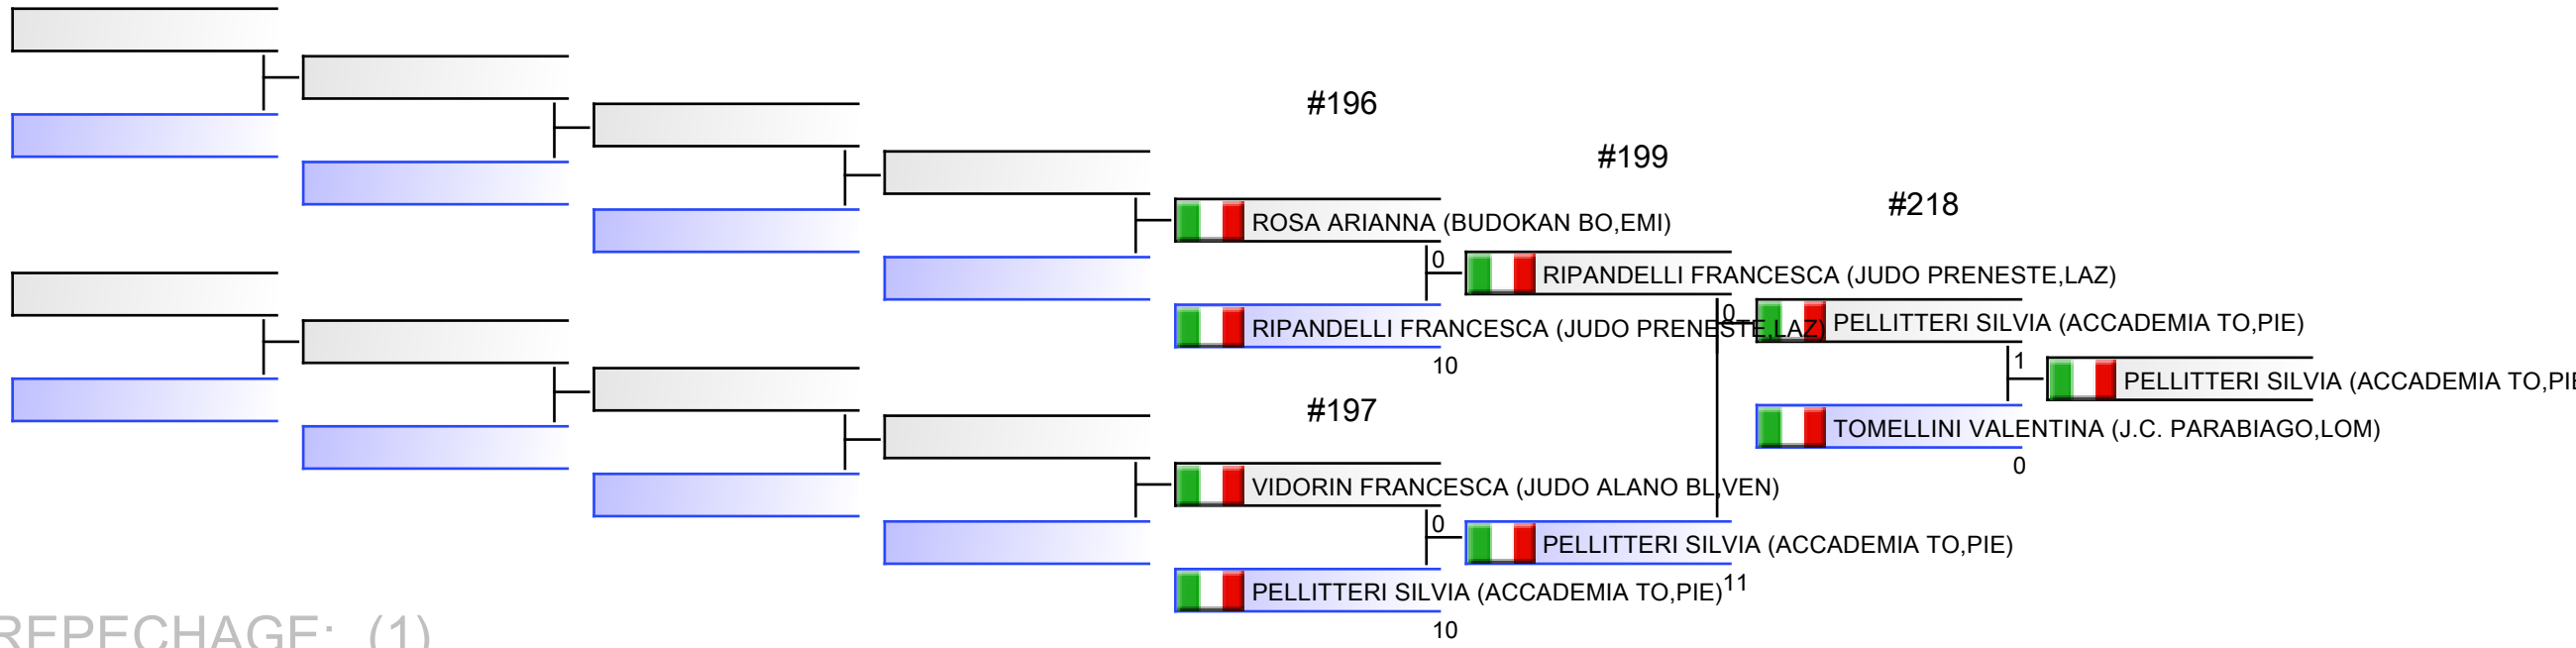 #196
#199
#218
ROSA ARIANNA (BUDOKAN BO,EMI)
0
RIPANDELLI FRANCESCA (JUDO PRENESTE,LAZ)
RIPANDELLI FRANCESCA (JUDO PRENESTE,LAZ)
10
0
PELLITTERI SILVIA (ACCADEMIA TO,PIE)
1
PELLITTERI SILVIA (ACCADEMIA TO,PIE
TOMELLINI VALENTINA (J.C. PARABIAGO,LOM)
0
#197
VIDORIN FRANCESCA (JUDO ALANO BL,VEN)
0
PELLITTERI SILVIA (ACCADEMIA TO,PIE)
11
PELLITTERI SILVIA (ACCADEMIA TO,PIE)
10
REPECHAGE: (1)